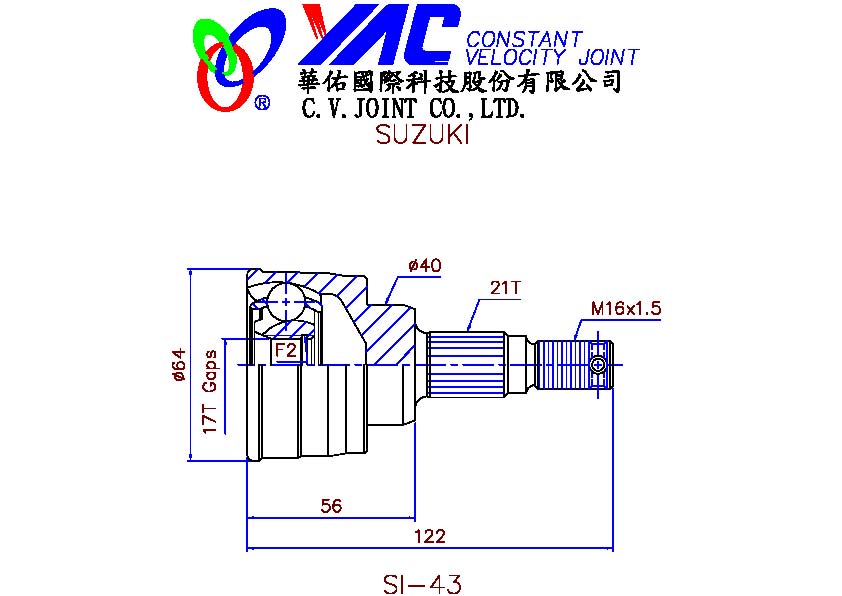 YAC CONSTANT
VELOCITY JOINT
®
華佑國際科技股份有限公司
C.V.JOINT CO.,LTD.
SUZUKI
ø40
21T
M16x1.5
F2
ø64
17T Gaps
56
122
SI-43